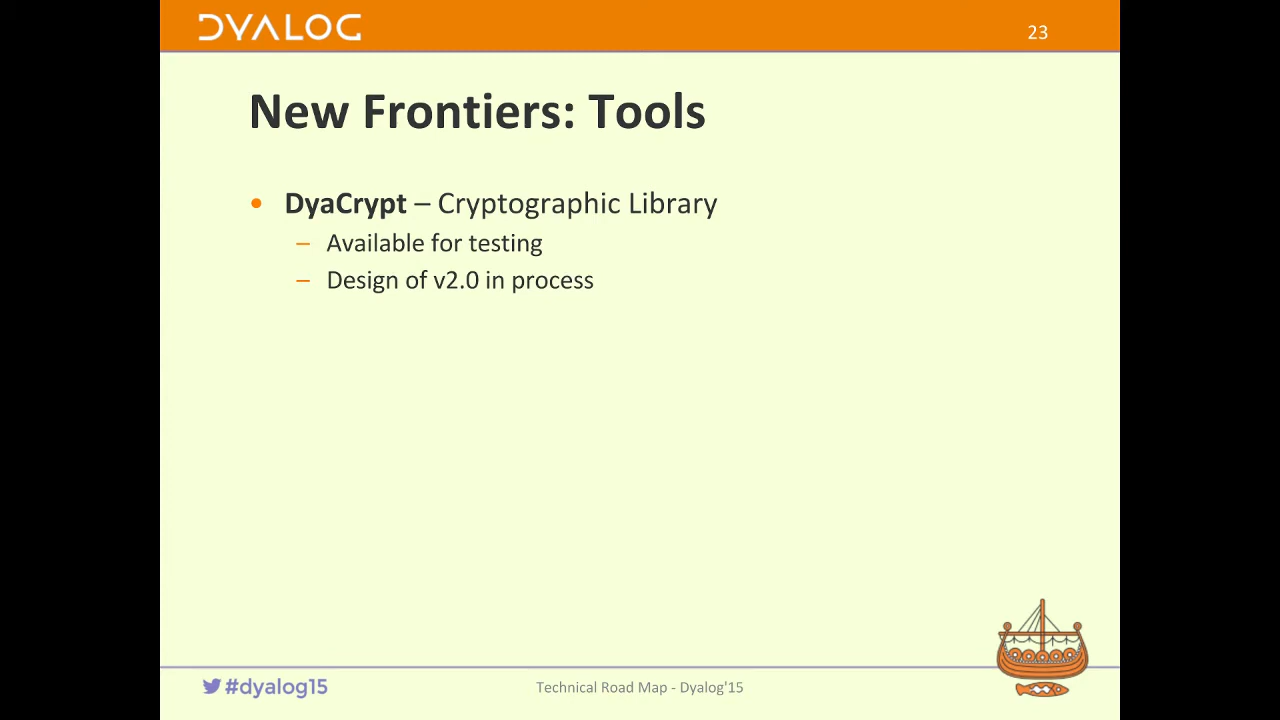 DYALOG
23
New Frontiers: Tools
• DyaCrypt – Cryptographic Library
– Available for testing
– Design of v2.0 in process
#dyalog15
Technical Road Map - Dyalog'15